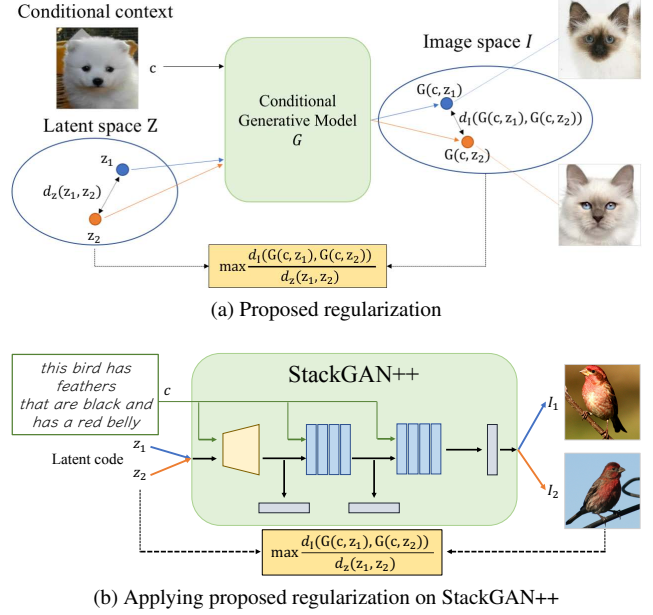 Conditional context
c
Conditional
Generative Model
G
Image space I
G(c, z₁)
d_I(G(c, z₁), G(c, z₂))
G(c, z₂)
Latent space Z
z₁
d_z(z₁, z₂)
z₂
max d_I(G(c, z₁), G(c, z₂)) / d_z(z₁, z₂)
(a) Proposed regularization
this bird has
feathers
that are black and
has a red belly
c
StackGAN++
z₁
Latent code
z₂
I₁
I₂
max d_I(G(c, z₁), G(c, z₂)) / d_z(z₁, z₂)
(b) Applying proposed regularization on StackGAN++